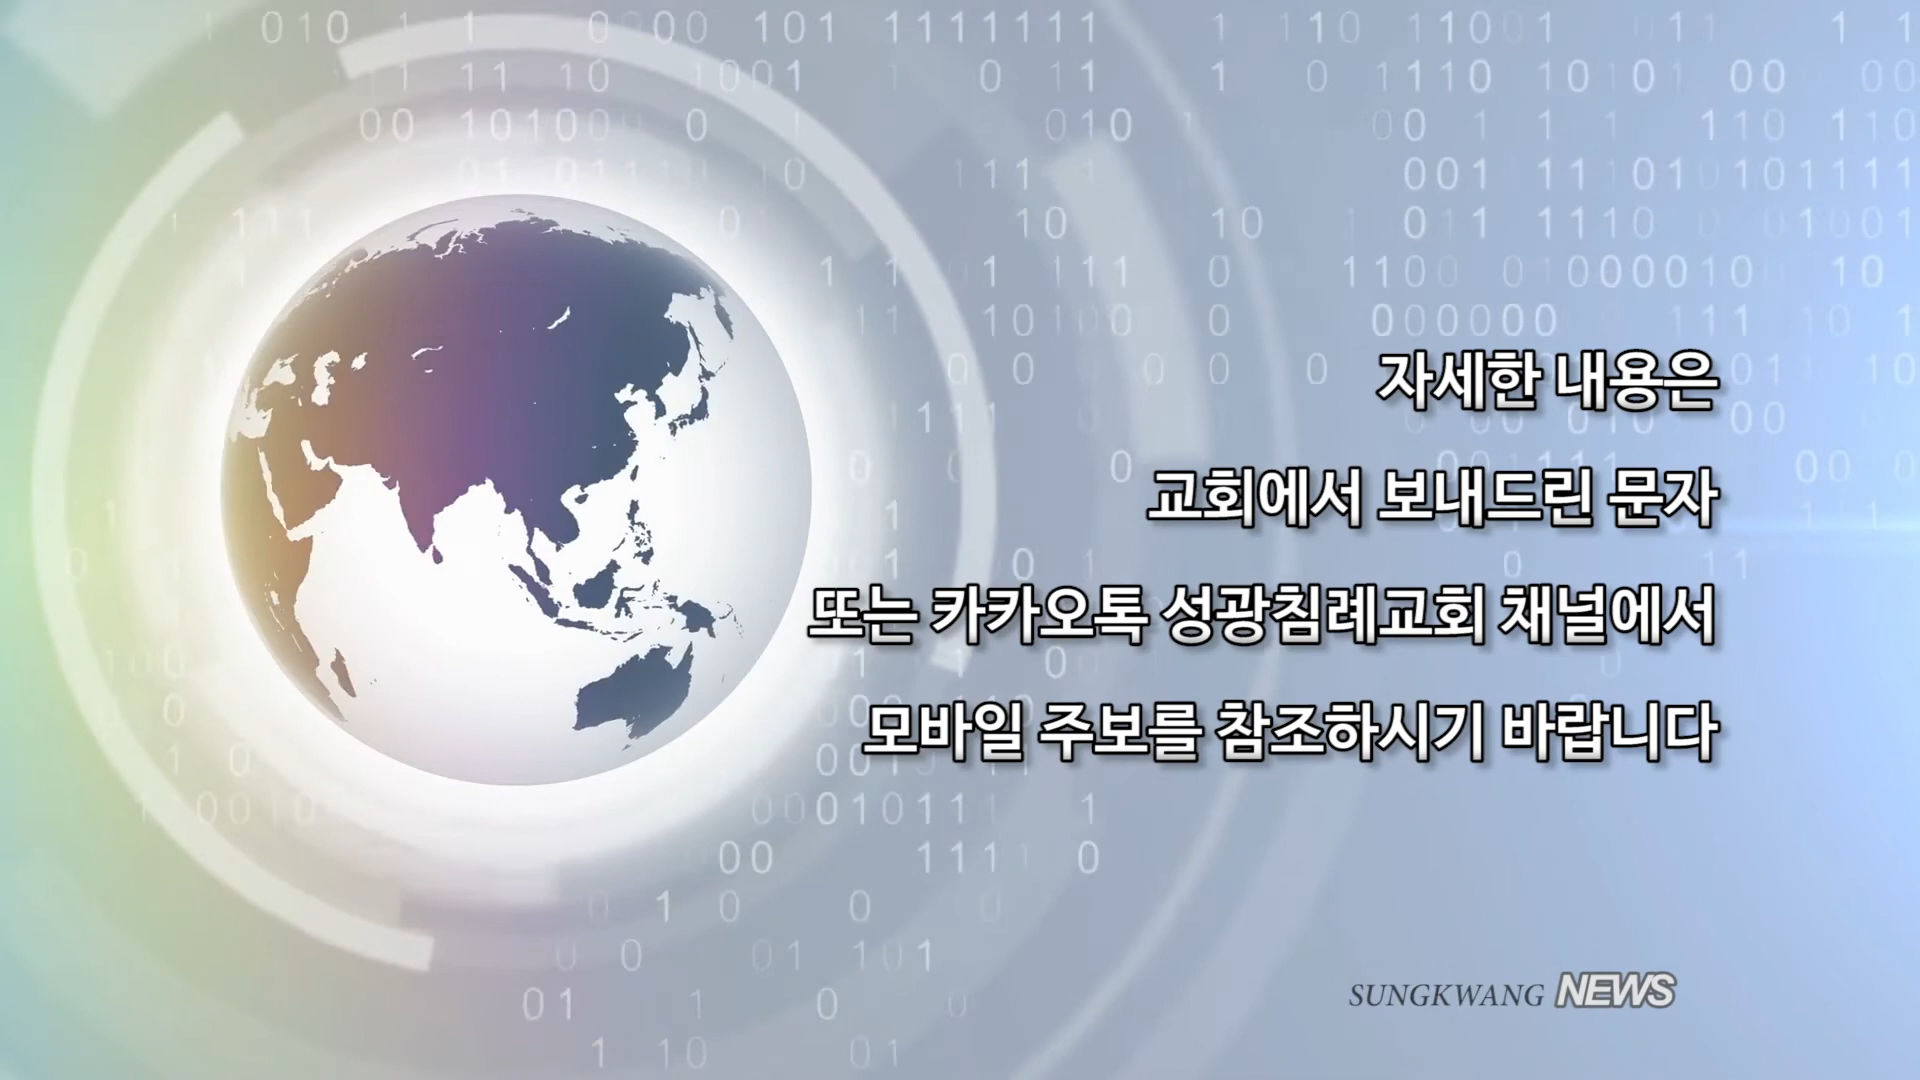 자세한 내용은
교회에서 보내드린 문자
또는 카카오톡 성광침례교회 채널에서
모바일 주보를 참조하시기 바랍니다
SUNGKWANG NEWS